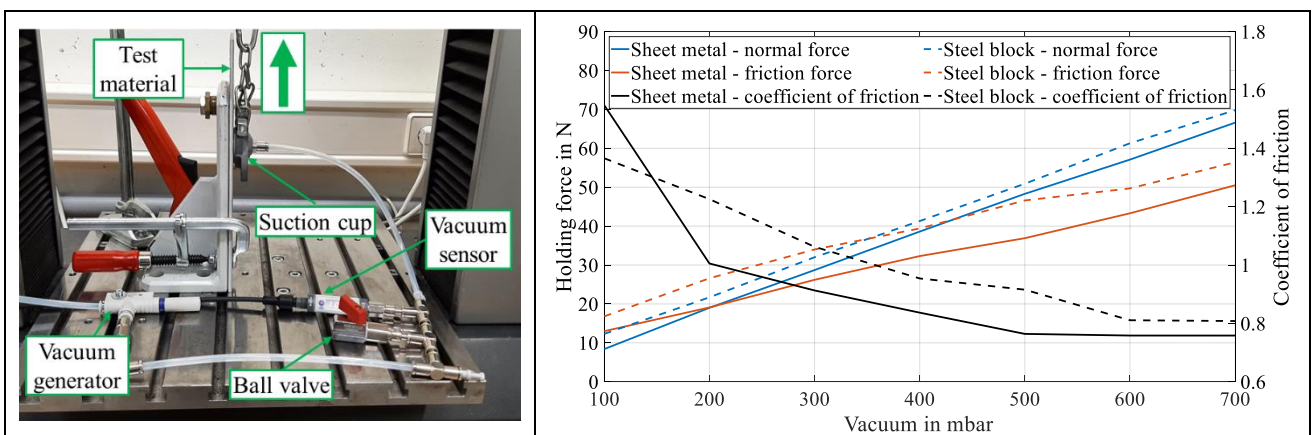 Test
material
Suction cup
Vacuum
sensor
Vacuum
generator
Ball valve
90
80
70
60
50
40
30
20
10
0
Holding force in N
Sheet metal - normal force
Sheet metal - friction force
Sheet metal - coefficient of friction
Steel block - normal force
Steel block - friction force
Steel block - coefficient of friction
1.8
1.6
1.4
1.2
1
0.8
0.6
Coefficient of friction
100 200 300 400 500 600 700
Vacuum in mbar